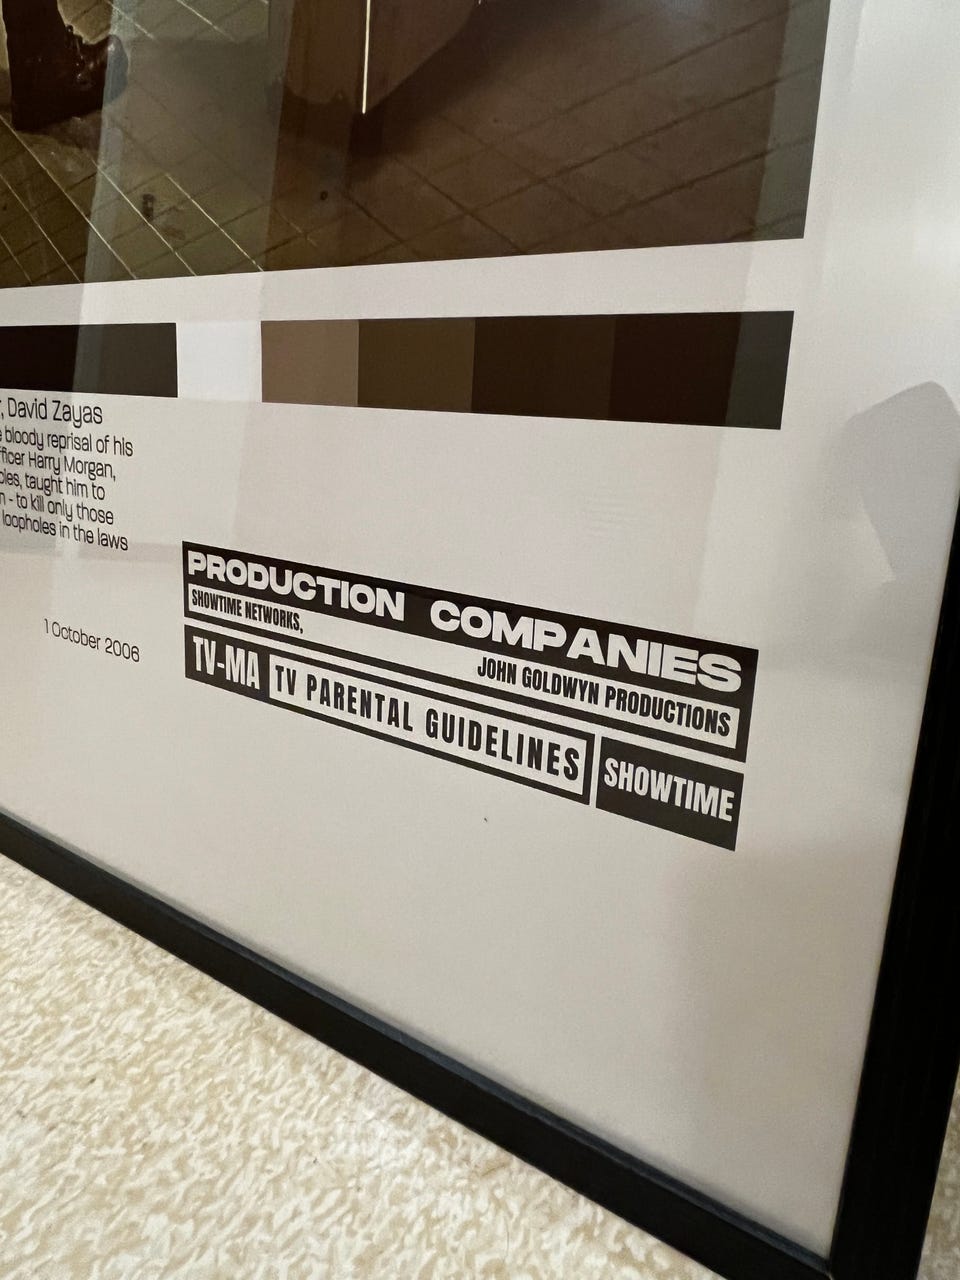 , David Zayas
bloody reprisal of his
Harry Morgan,
taught him to
- to kill only those
loopholes in the laws
1 October 2006
PRODUCTION COMPANIES
SHOWTIME NETWORKS,
JOHN GOLDWYN PRODUCTIONS
TV-MA TV PARENTAL GUIDELINES SHOWTIME